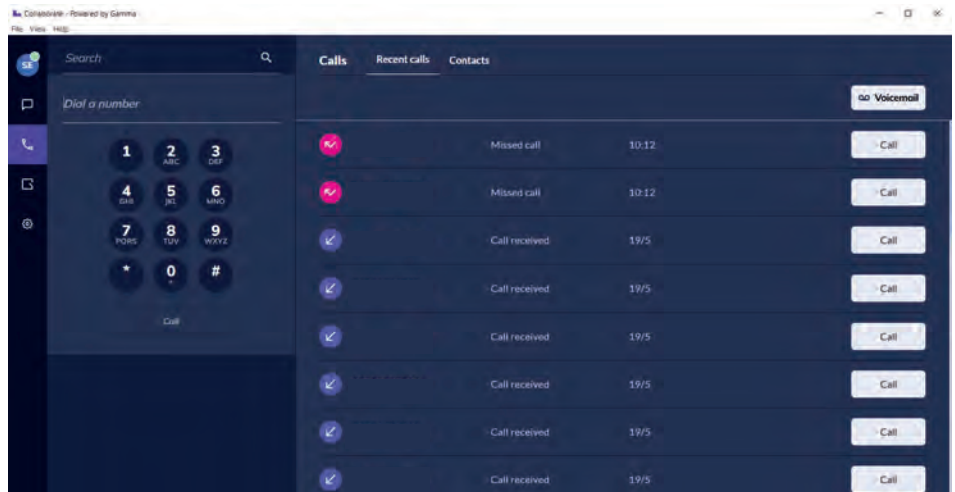 Collaborate - Powered by Gamma
File View Help
SE
Search
Dial a number
1
2 ABC
3 DEF
4 GHI
5 JKL
6 MNO
7 PQRS
8 TUV
9 WXYZ
*
0 +
#
Call
Calls Recent calls Contacts
Voicemail
Missed call 10:12 Call
Missed call 10:12 Call
Call received 19/5 Call
Call received 19/5 Call
Call received 19/5 Call
Call received 19/5 Call
Call received 19/5 Call
Call received 19/5 Call